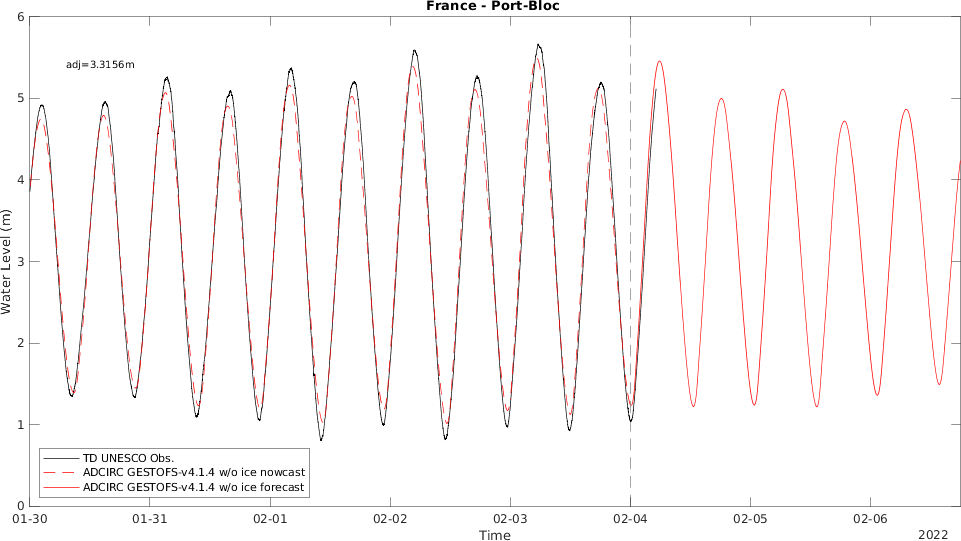 France - Port-Bloc
6
adj=3.3156m
5
4
3
2
1
0
Water Level (m)
TD UNESCO Obs.
ADCIRC GESTOFS-v4.1.4 w/o ice nowcast
ADCIRC GESTOFS-v4.1.4 w/o ice forecast
01-30 01-31 02-01 02-02 02-03 02-04 02-05 02-06
Time
2022